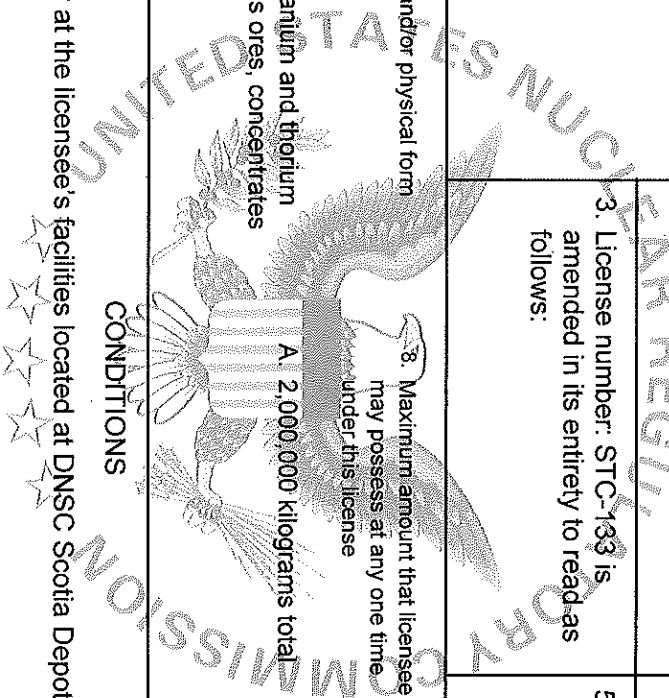 UNITED STATES NUCLEAR REGULATORY COMMISSION
3. License number: STC-133 is
amended in its entirety to read as
follows:
5
and/or physical form
8. Maximum amount that licensee
may possess at any one time
under this license
anium and thorium
s ores, concentrates
A. 2,000,000 kilograms total
CONDITIONS
at the licensee's facilities located at DNSC Scotia Depot